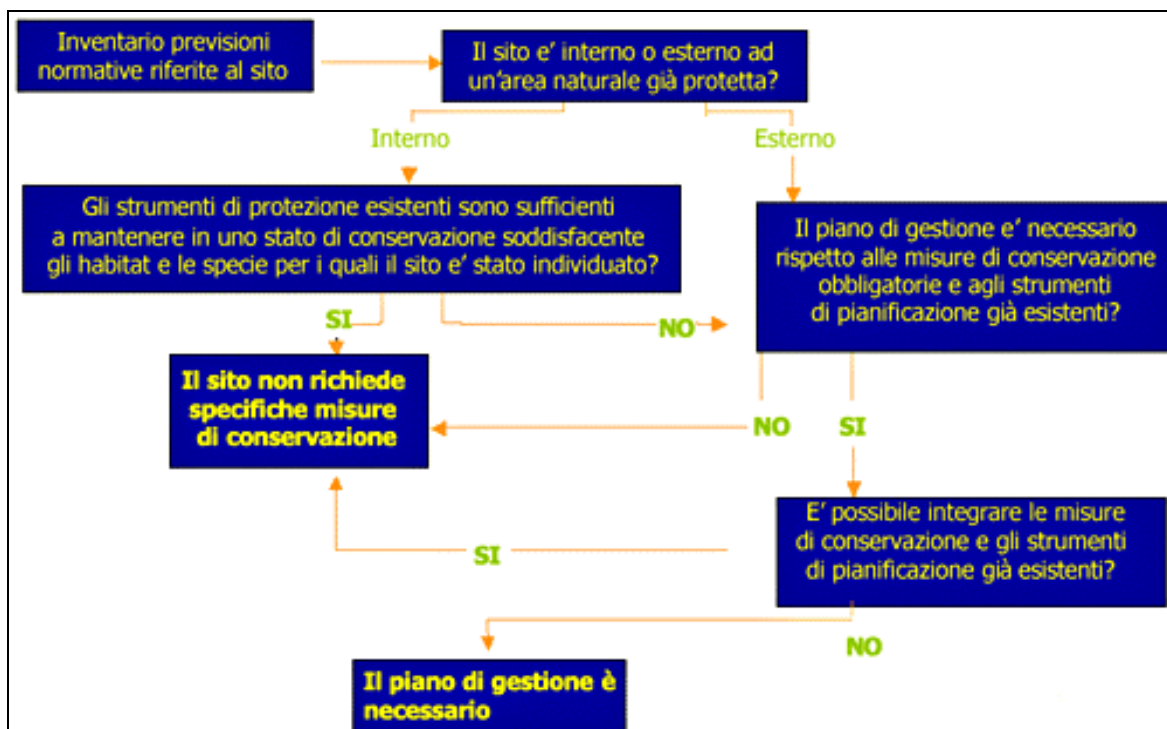 Inventario previsioni
normative riferite al sito
Il sito e' interno o esterno ad
un'area naturale già protetta?
Interno
Esterno
Gli strumenti di protezione esistenti sono sufficienti
a mantenere in uno stato di conservazione soddisfacente
gli habitat e le specie per i quali il sito e' stato individuato?
Il piano di gestione e' necessario
rispetto alle misure di conservazione
obbligatorie e agli strumenti
di pianificazione già esistenti?
SI
NO
Il sito non richiede
specifiche misure
di conservazione
NO
SI
E' possibile integrare le misure
di conservazione e gli strumenti
di pianificazione già esistenti?
SI
NO
Il piano di gestione è
necessario